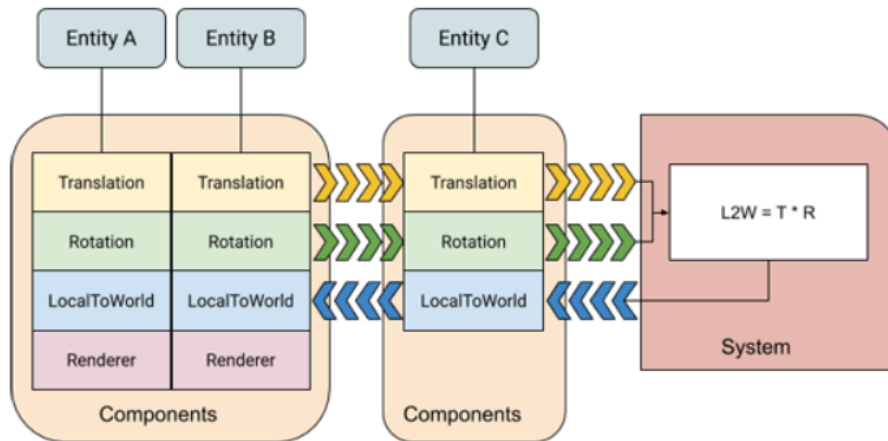 Entity A
Entity B
Entity C
Translation
Translation
Translation
Rotation
Rotation
Rotation
LocalToWorld
LocalToWorld
LocalToWorld
Renderer
Renderer
Components
Components
L2W = T * R
System